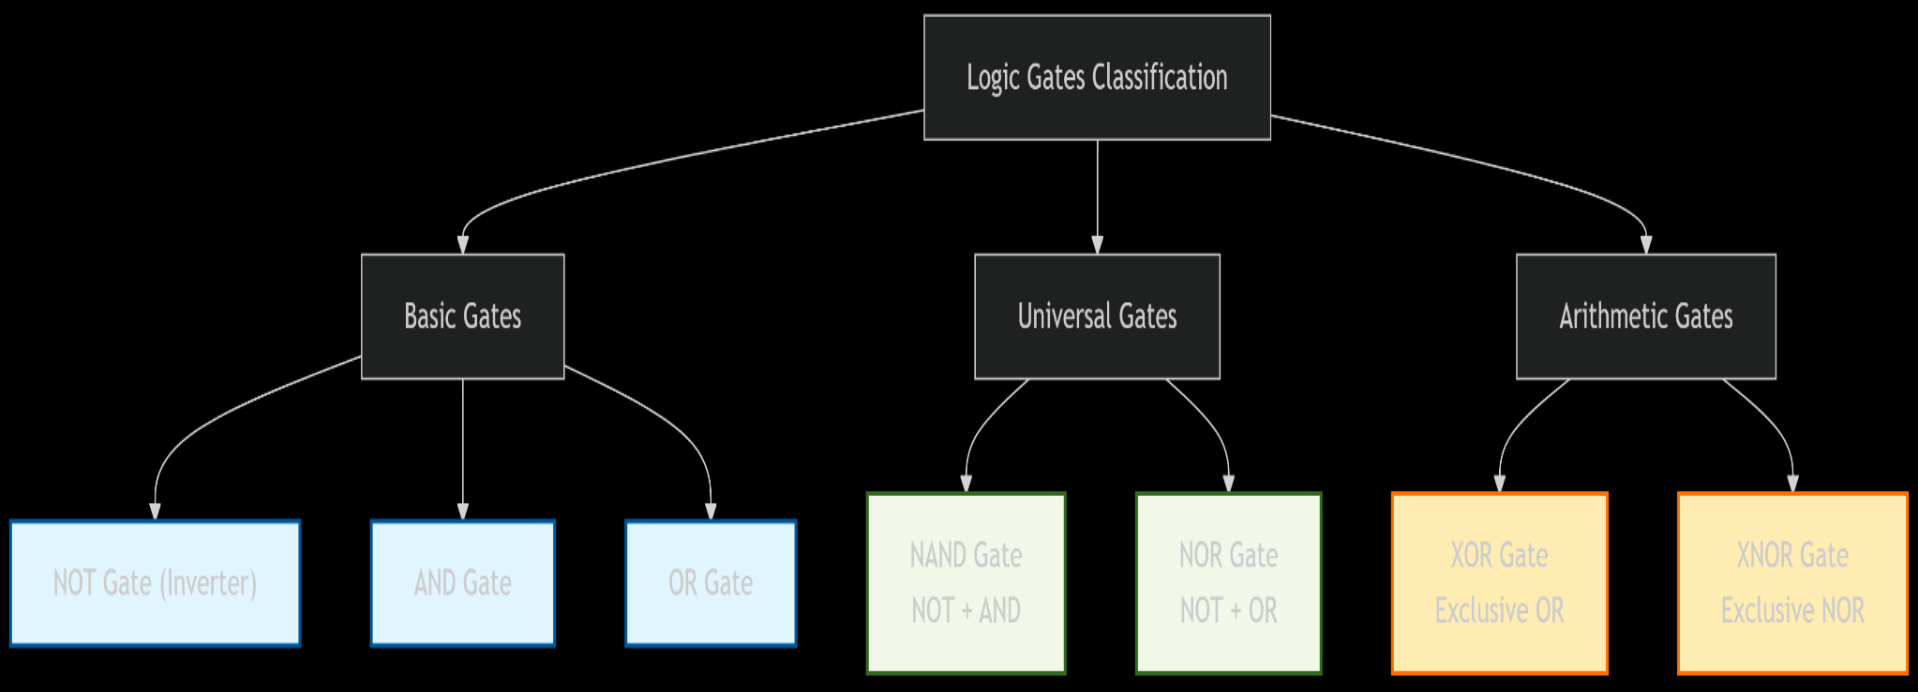 Logic Gates Classification
Basic Gates
Universal Gates
Arithmetic Gates
NOT Gate (Inverter)
AND Gate
OR Gate
NAND Gate
NOT + AND
NOR Gate
NOT + OR
XOR Gate
Exclusive OR
XNOR Gate
Exclusive NOR